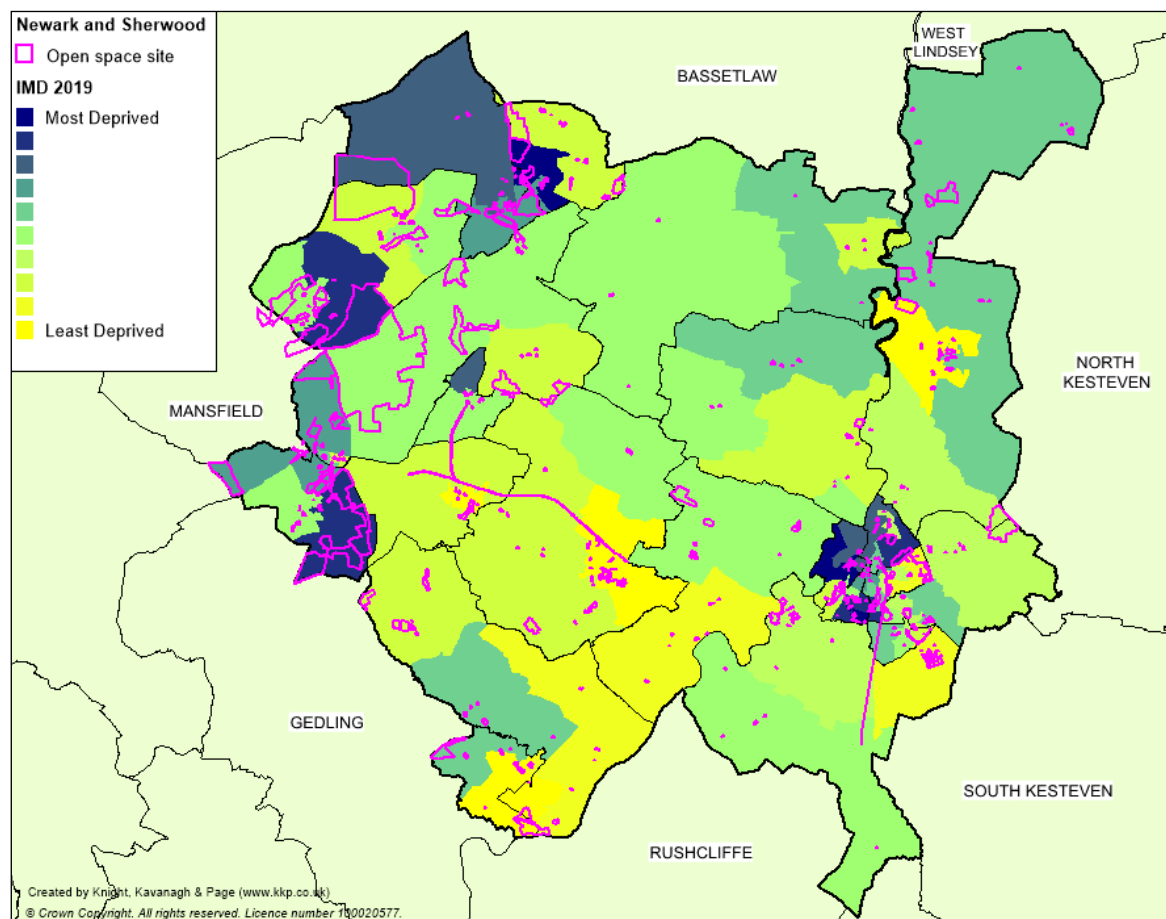 Newark and Sherwood
Open space site
IMD 2019
Most Deprived
Least Deprived
WEST
LINDSEY
BASSETLAW
NORTH
KESTEVEN
MANSFIELD
GEDLING
SOUTH KESTEVEN
RUSHCLIFFE
Created by Knight, Kavanagh & Page (www.kkp.co.uk)
© Crown Copyright. All rights reserved. Licence number 100020577.